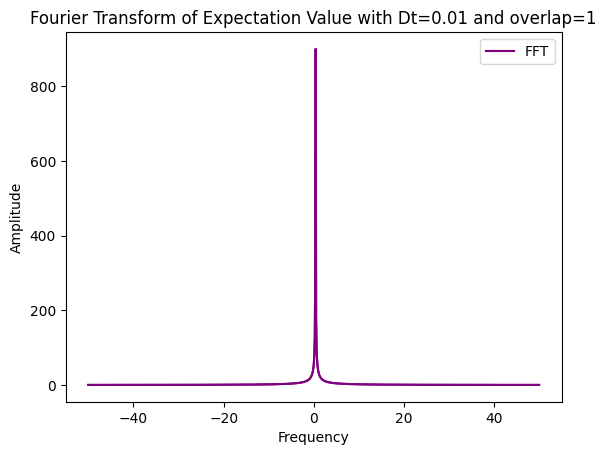 Fourier Transform of Expectation Value with Dt=0.01 and overlap=1
FFT
800
600
400
200
0
Amplitude
−40
−20
0
20
40
Frequency